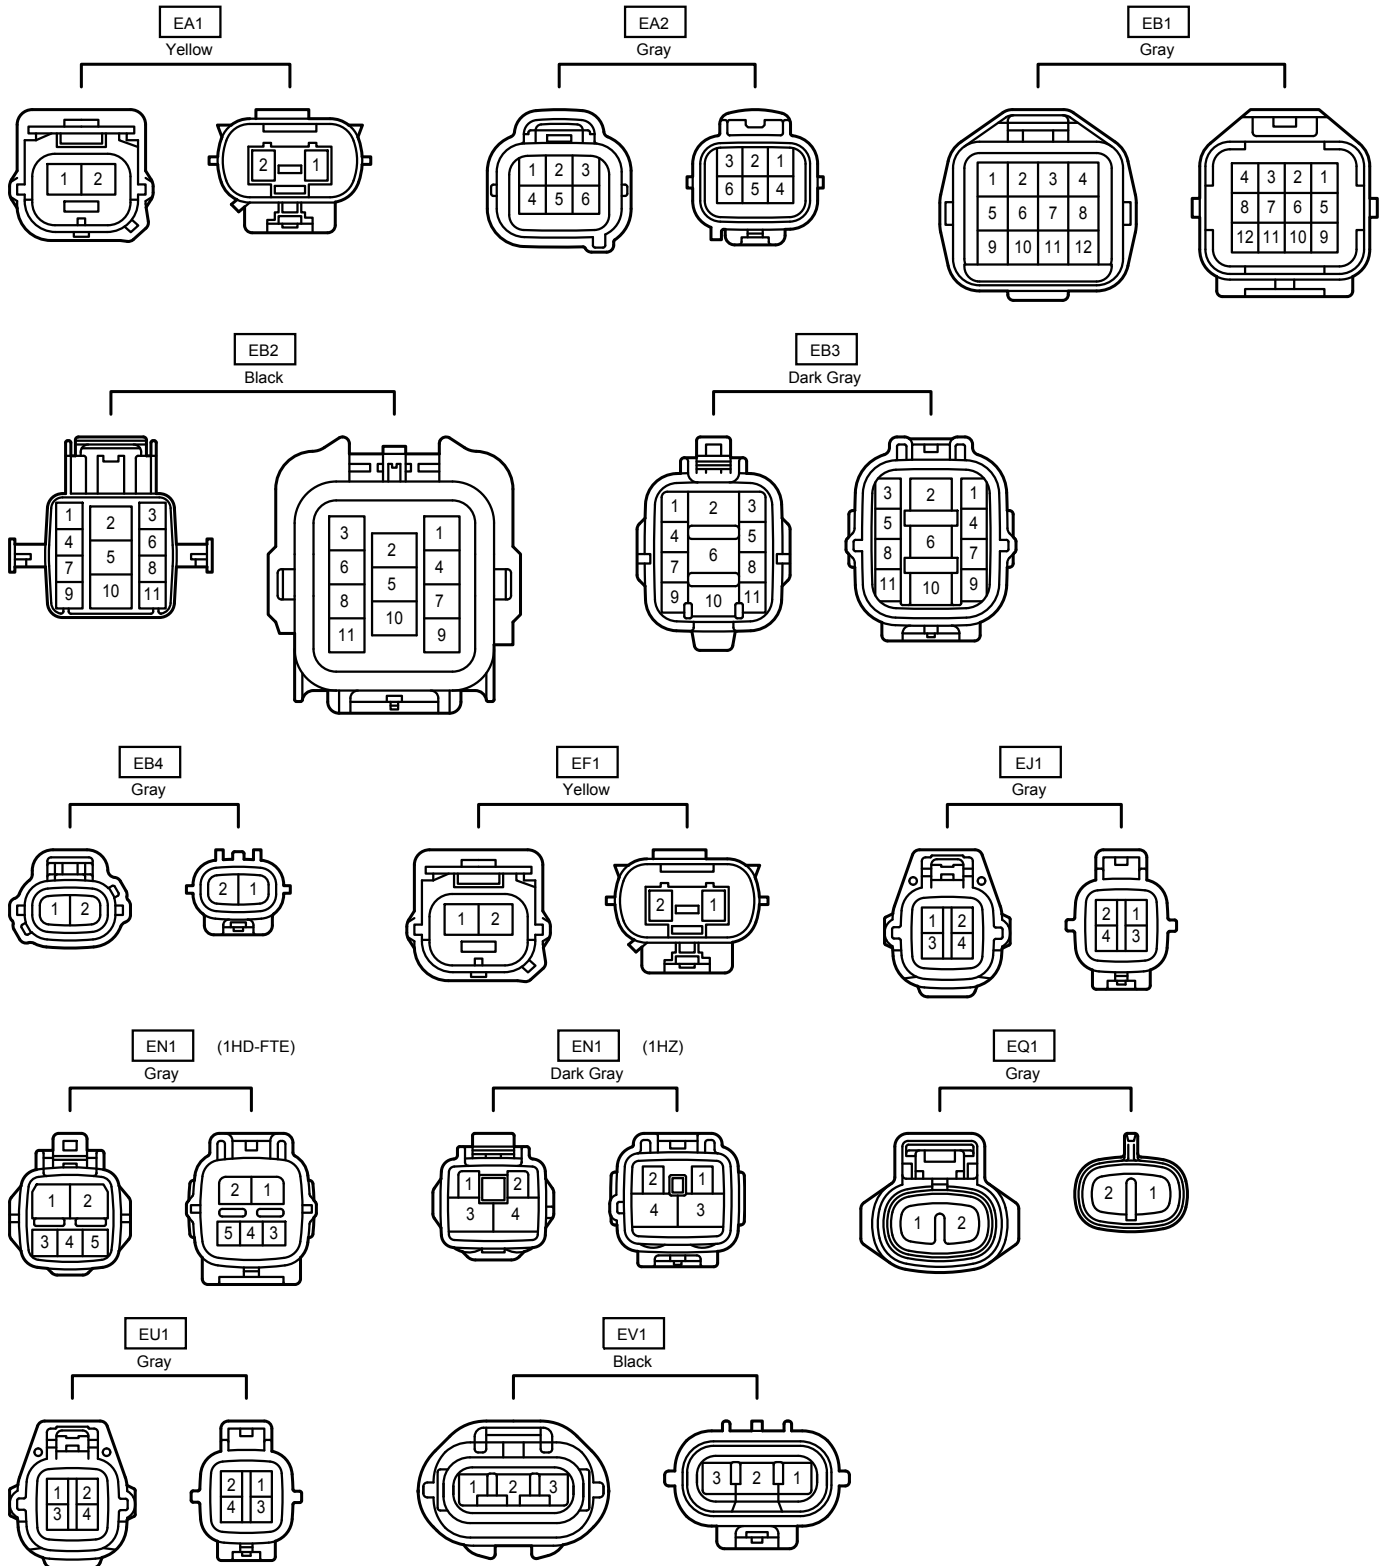 EA1
Yellow
1 2
2 1
EA2
Gray
1 2 3
4 5 6
3 2 1
6 5 4
EB1
Gray
1 2 3 4
5 6 7 8
9 10 11 12
4 3 2 1
8 7 6 5
12 11 10 9
EB2
Black
1 2 3
4 5 6
7 8
9 10 11
3 2 1
6 5 4
8 10 7
11 9
EB3
Dark Gray
1 2 3
4 6 5
7 8
9 10 11
3 2 1
5 6 4
8 7
11 10 9
EB4
Gray
1 2
2 1
EF1
Yellow
1 2
2 1
EJ1
Gray
1 2
3 4
2 1
4 3
EN1 (1HD-FTE)
Gray
1 2
3 4 5
2 1
5 4 3
EN1 (1HZ)
Dark Gray
1 2
3 4
2 1
4 3
EQ1
Gray
1 2
2 1
EU1
Gray
1 2
3 4
2 1
4 3
EV1
Black
1 2 3
3 2 1